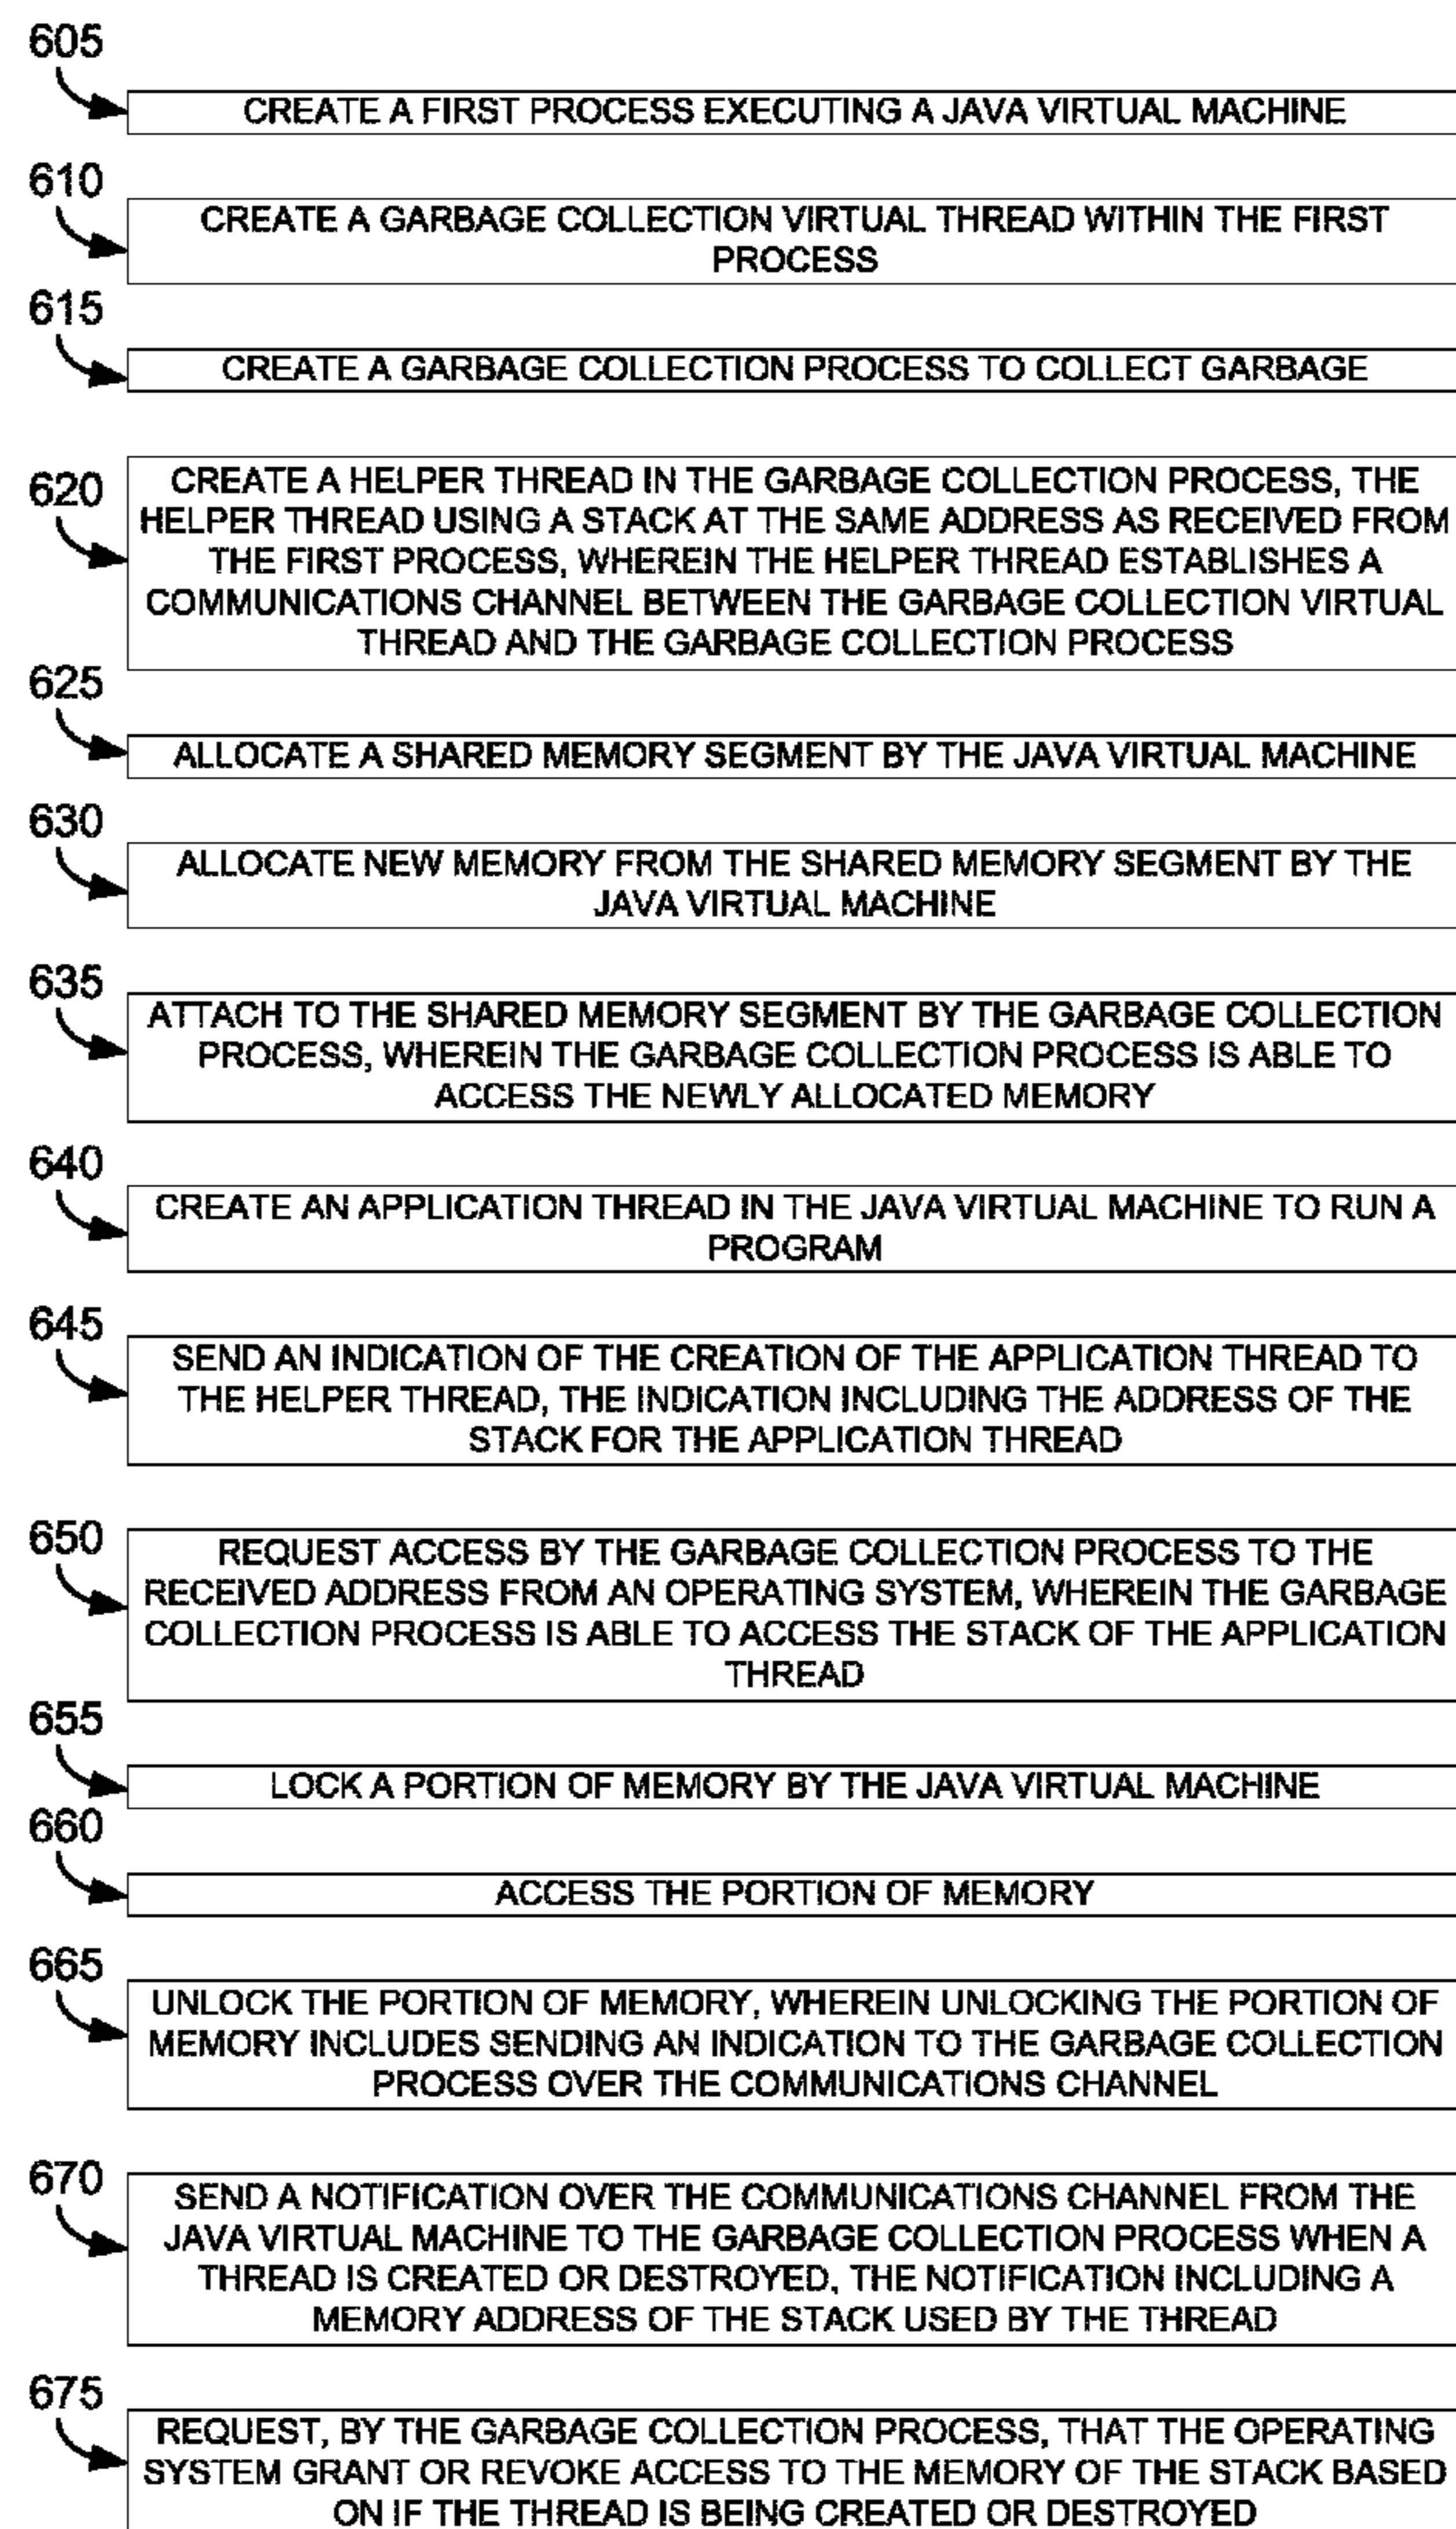 605
CREATE A FIRST PROCESS EXECUTING A JAVA VIRTUAL MACHINE
610
CREATE A GARBAGE COLLECTION VIRTUAL THREAD WITHIN THE FIRST
PROCESS
615
CREATE A GARBAGE COLLECTION PROCESS TO COLLECT GARBAGE
620
CREATE A HELPER THREAD IN THE GARBAGE COLLECTION PROCESS, THE
HELPER THREAD USING A STACK AT THE SAME ADDRESS AS RECEIVED FROM
THE FIRST PROCESS, WHEREIN THE HELPER THREAD ESTABLISHES A
COMMUNICATIONS CHANNEL BETWEEN THE GARBAGE COLLECTION VIRTUAL
THREAD AND THE GARBAGE COLLECTION PROCESS
625
ALLOCATE A SHARED MEMORY SEGMENT BY THE JAVA VIRTUAL MACHINE
630
ALLOCATE NEW MEMORY FROM THE SHARED MEMORY SEGMENT BY THE
JAVA VIRTUAL MACHINE
635
ATTACH TO THE SHARED MEMORY SEGMENT BY THE GARBAGE COLLECTION
PROCESS, WHEREIN THE GARBAGE COLLECTION PROCESS IS ABLE TO
ACCESS THE NEWLY ALLOCATED MEMORY
640
CREATE AN APPLICATION THREAD IN THE JAVA VIRTUAL MACHINE TO RUN A
PROGRAM
645
SEND AN INDICATION OF THE CREATION OF THE APPLICATION THREAD TO
THE HELPER THREAD, THE INDICATION INCLUDING THE ADDRESS OF THE
STACK FOR THE APPLICATION THREAD
650
REQUEST ACCESS BY THE GARBAGE COLLECTION PROCESS TO THE
RECEIVED ADDRESS FROM AN OPERATING SYSTEM, WHEREIN THE GARBAGE
COLLECTION PROCESS IS ABLE TO ACCESS THE STACK OF THE APPLICATION
THREAD
655
LOCK A PORTION OF MEMORY BY THE JAVA VIRTUAL MACHINE
660
ACCESS THE PORTION OF MEMORY
665
UNLOCK THE PORTION OF MEMORY, WHEREIN UNLOCKING THE PORTION OF
MEMORY INCLUDES SENDING AN INDICATION TO THE GARBAGE COLLECTION
PROCESS OVER THE COMMUNICATIONS CHANNEL
670
SEND A NOTIFICATION OVER THE COMMUNICATIONS CHANNEL FROM THE
JAVA VIRTUAL MACHINE TO THE GARBAGE COLLECTION PROCESS WHEN A
THREAD IS CREATED OR DESTROYED, THE NOTIFICATION INCLUDING A
MEMORY ADDRESS OF THE STACK USED BY THE THREAD
675
REQUEST, BY THE GARBAGE COLLECTION PROCESS, THAT THE OPERATING
SYSTEM GRANT OR REVOKE ACCESS TO THE MEMORY OF THE STACK BASED
ON IF THE THREAD IS BEING CREATED OR DESTROYED